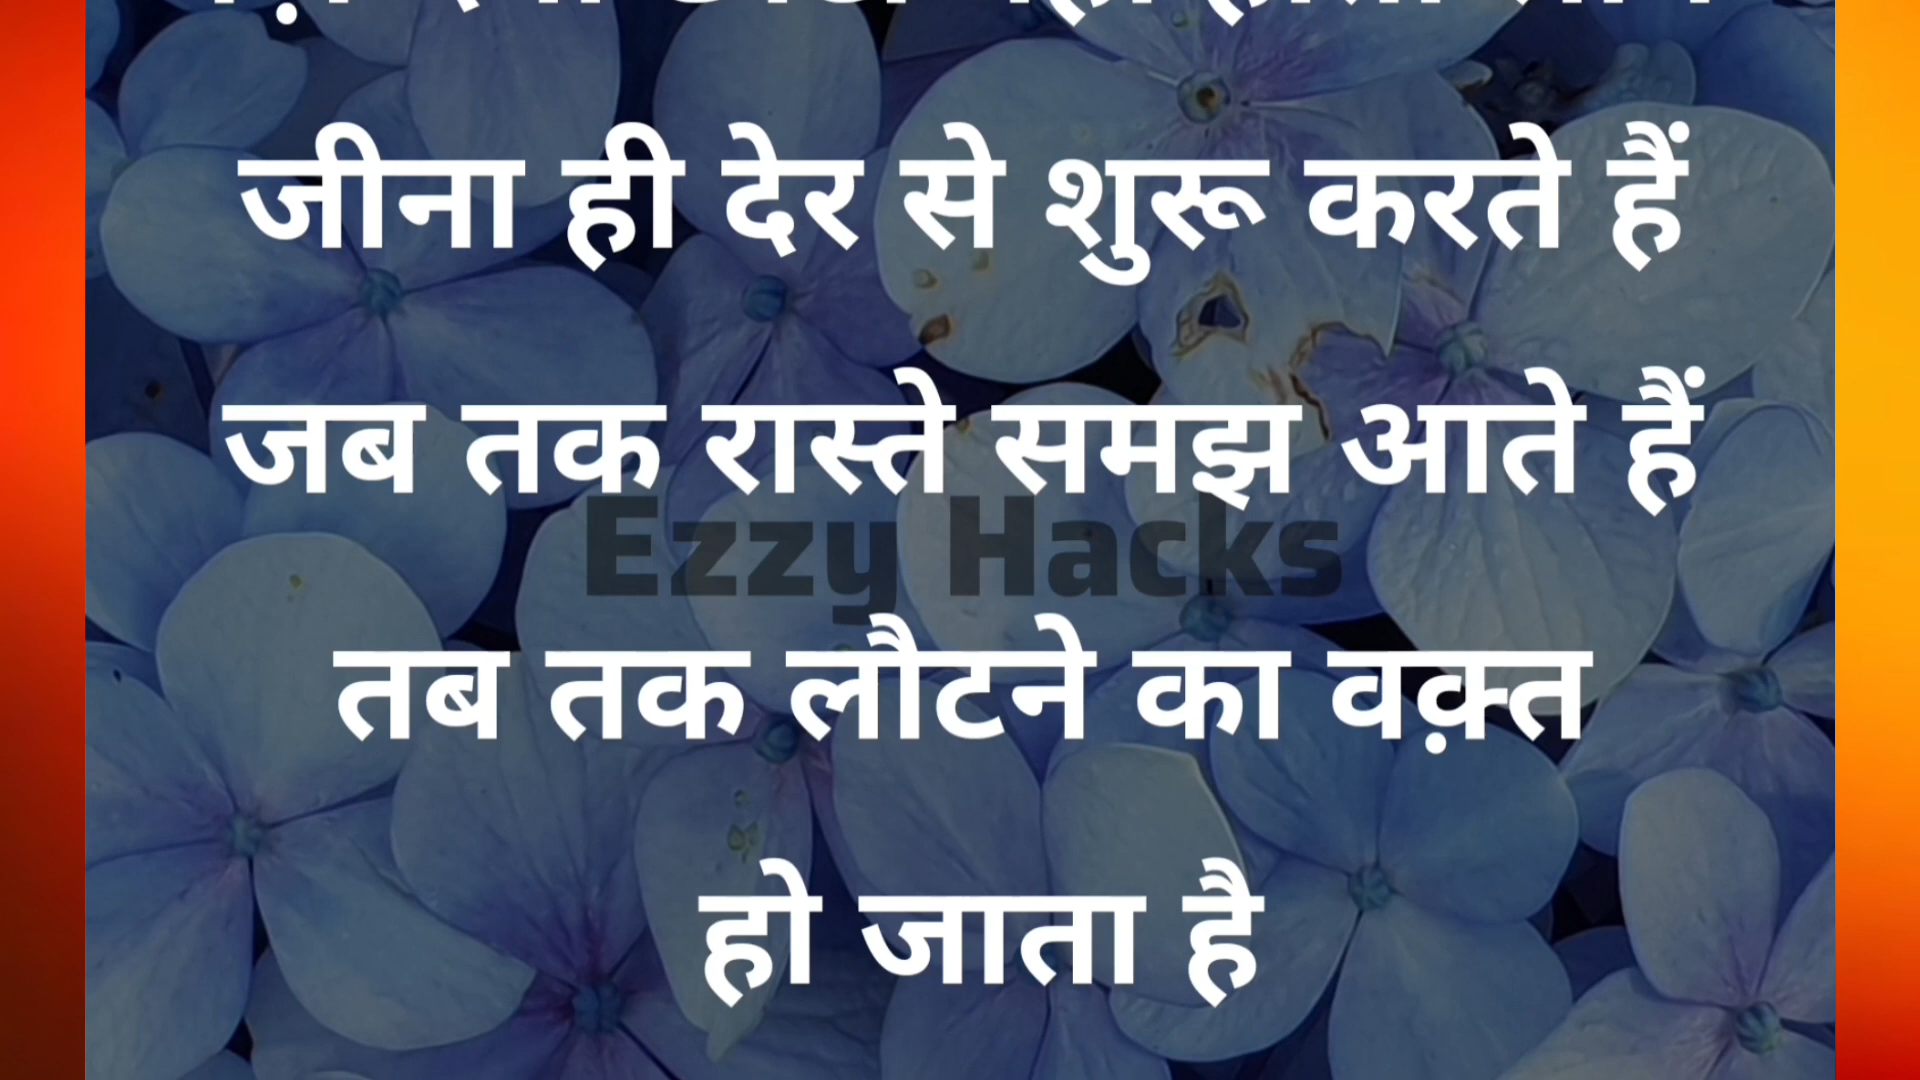 जीना ही देर से शुरू करते हैं
जब तक रास्ते समझ आते हैं
Ezzy Hacks
तब तक लौटने का वक़्त
हो जाता है